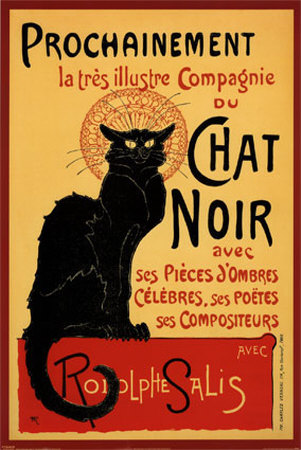 PROCHAINEMENT
la très illustre Compagnie
DU
CHAT
NOIR
avec
ses PIÈCES d'OMBRES
CÉLÈBRES, ses POËTES
ses COMPOSITEURS
AVEC
RODOLPHE SALIS